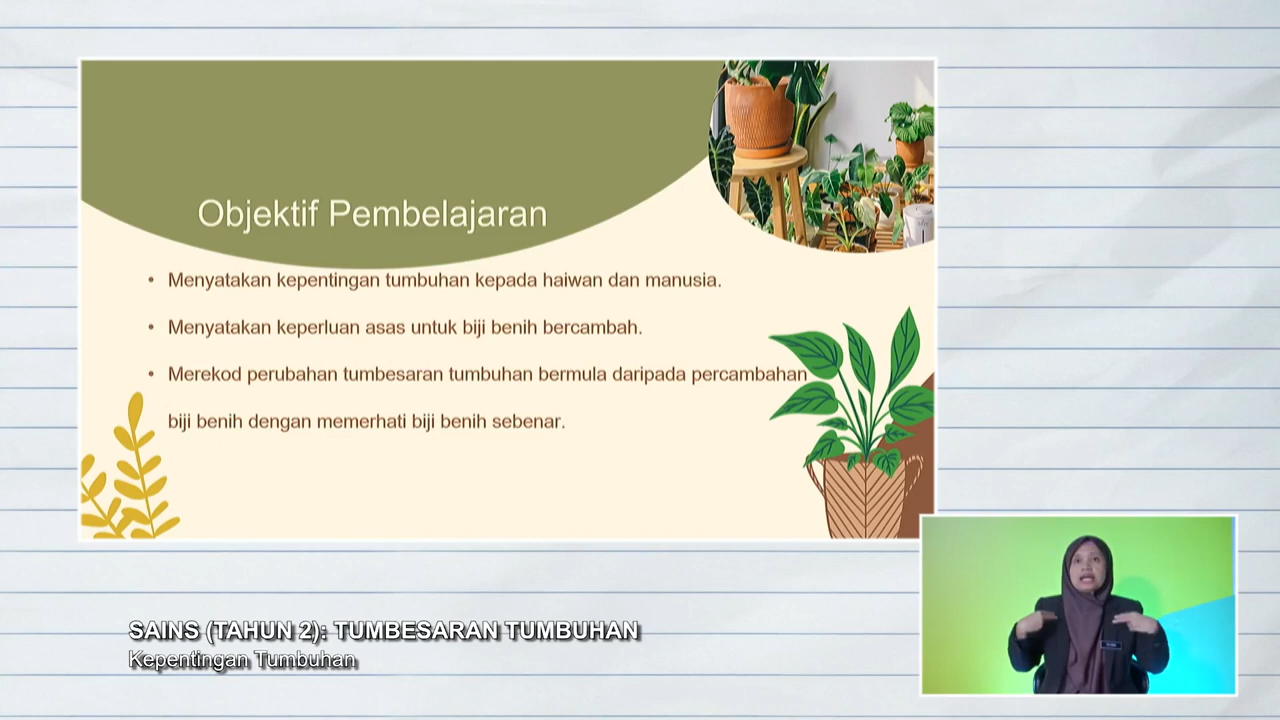 Objektif Pembelajaran
• Menyatakan kepentingan tumbuhan kepada haiwan dan manusia.
• Menyatakan keperluan asas untuk biji benih bercambah.
• Merekod perubahan tumbesaran tumbuhan bermula daripada percambahan
biji benih dengan memerhati biji benih sebenar.
SAINS (TAHUN 2): TUMBESARAN TUMBUHAN
Kepentingan Tumbuhan